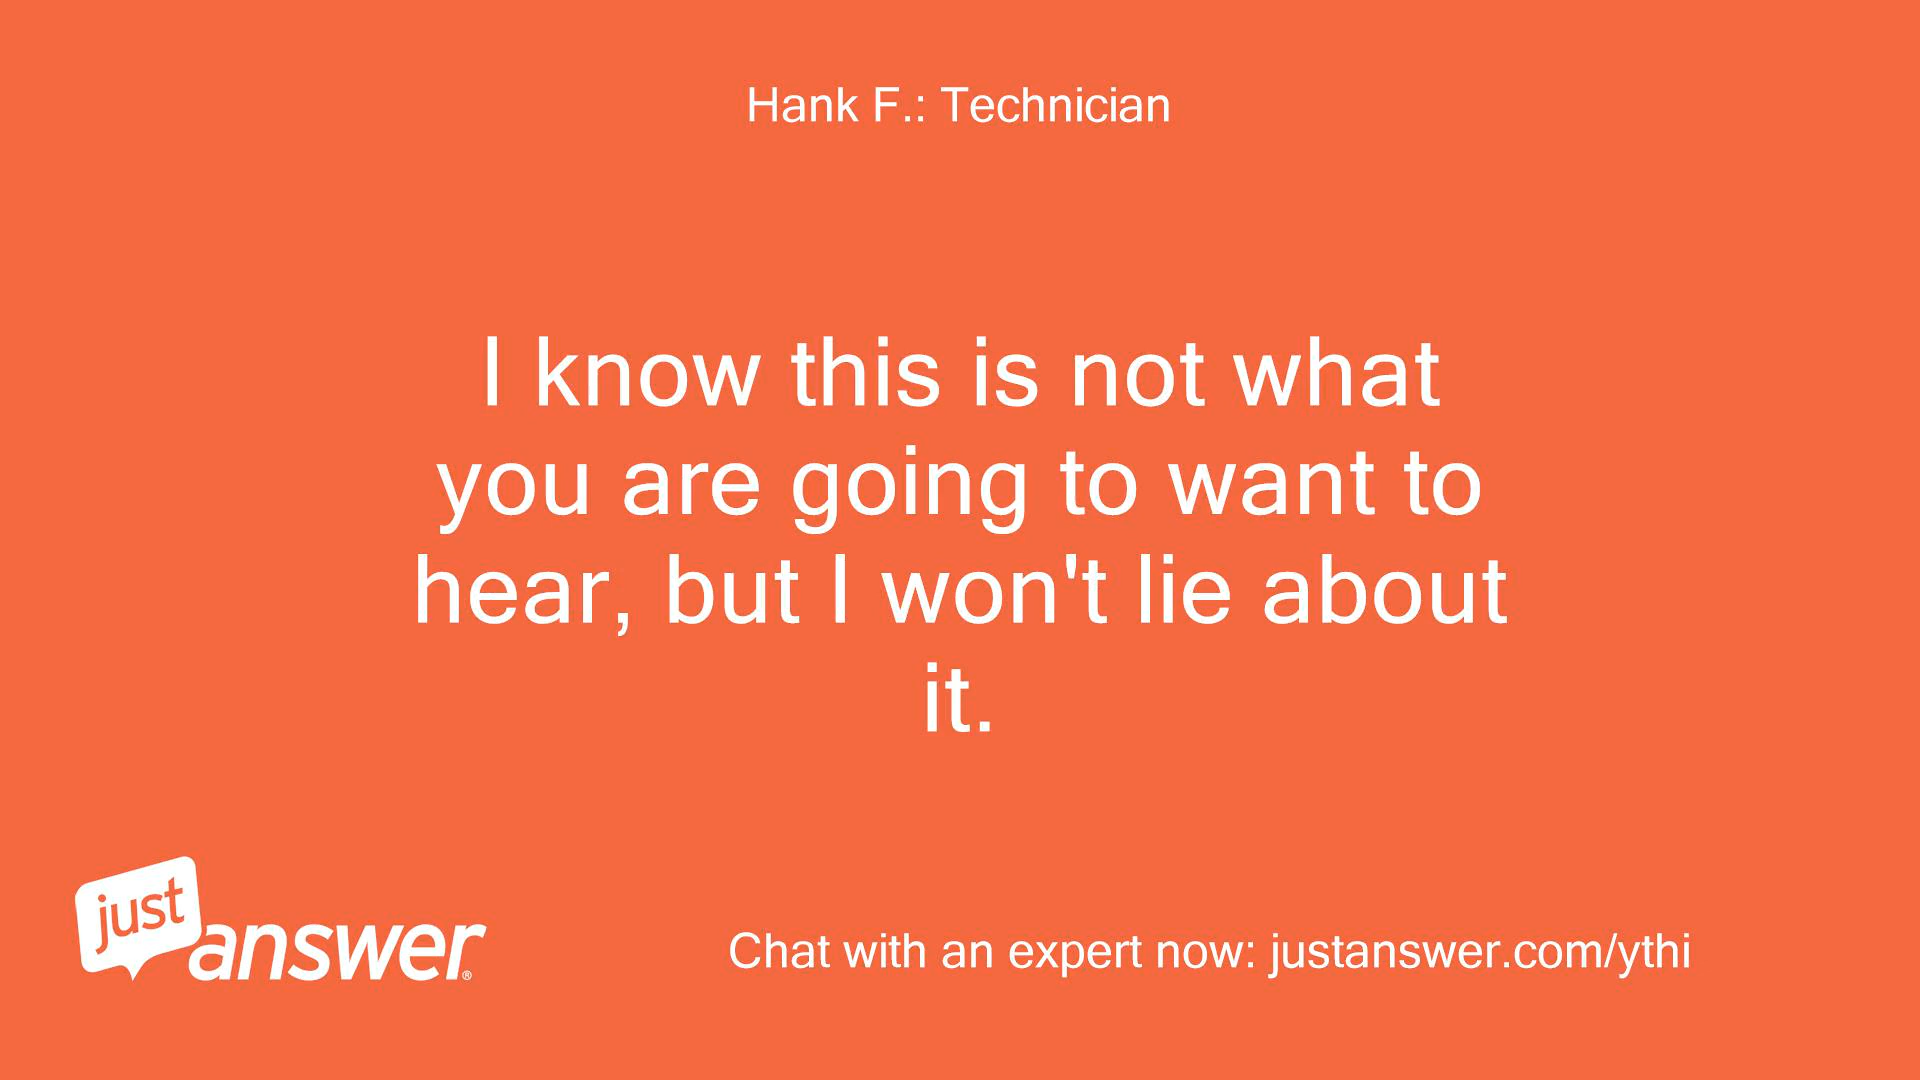 Hank F.: Technician
I know this is not what
you are going to want to
hear, but I won't lie about
it.
just
answer®
Chat with an expert now: justanswer.com/ythi